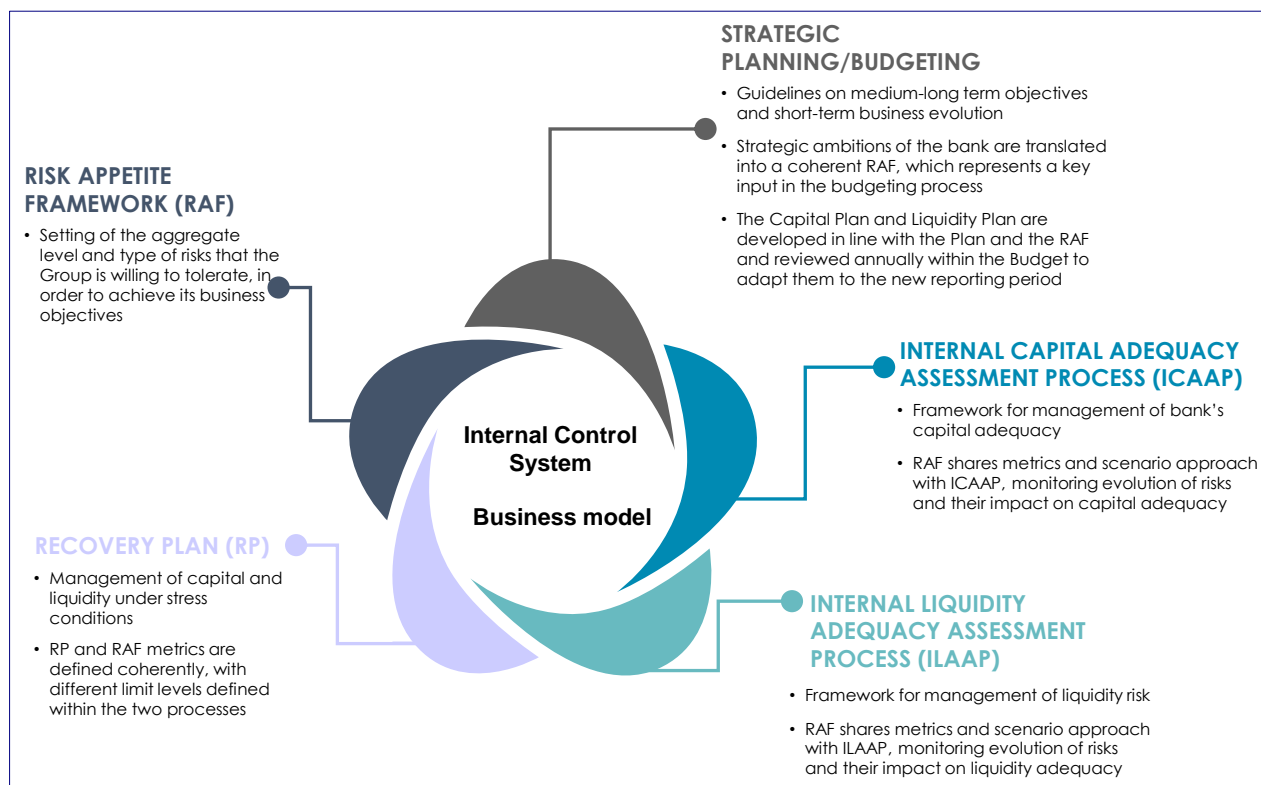 STRATEGIC
PLANNING/BUDGETING
• Guidelines on medium-long term objectives
and short-term business evolution
• Strategic ambitions of the bank are translated
into a coherent RAF, which represents a key
input in the budgeting process
• The Capital Plan and Liquidity Plan are
developed in line with the Plan and the RAF
and reviewed annually within the Budget to
adapt them to the new reporting period
RISK APPETITE
FRAMEWORK (RAF)
• Setting of the aggregate
level and type of risks that the
Group is willing to tolerate, in
order to achieve its business
objectives
INTERNAL CAPITAL ADEQUACY
ASSESSMENT PROCESS (ICAAP)
• Framework for management of bank's
capital adequacy
• RAF shares metrics and scenario approach
with ICAAP, monitoring evolution of risks
and their impact on capital adequacy
Internal Control
System
Business model
RECOVERY PLAN (RP)
• Management of capital and
liquidity under stress
conditions
• RP and RAF metrics are
defined coherently, with
different limit levels defined
within the two processes
INTERNAL LIQUIDITY
ADEQUACY ASSESSMENT
PROCESS (ILAAP)
• Framework for management of liquidity risk
• RAF shares metrics and scenario approach
with ILAAP, monitoring evolution of risks
and their impact on liquidity adequacy